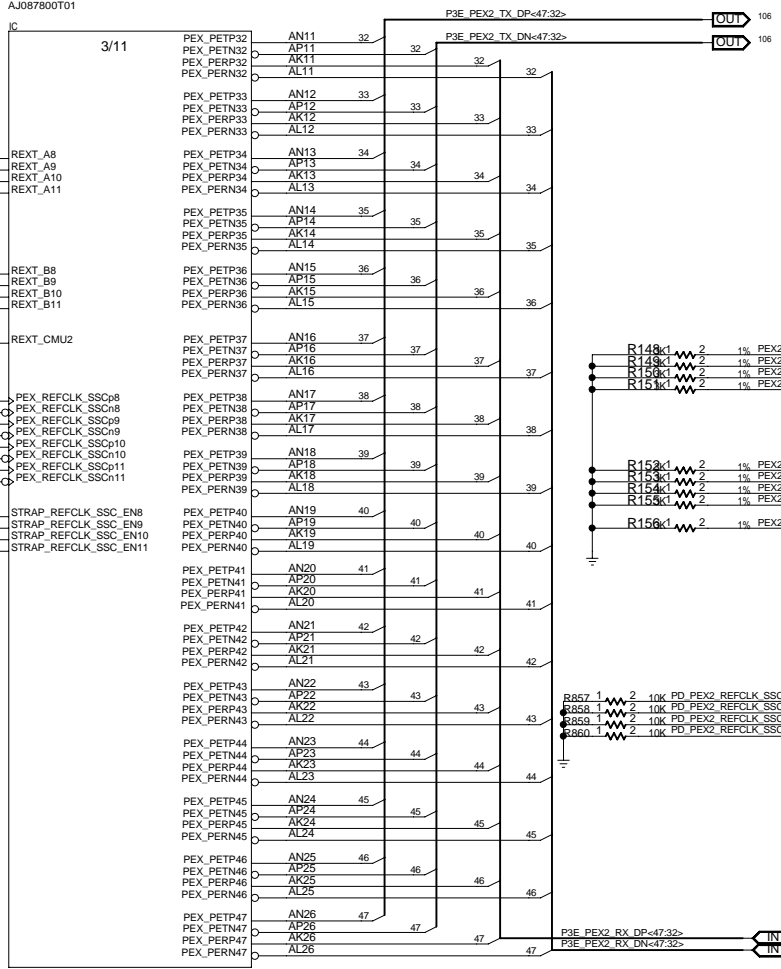 AJ087800T01
IC
3/11
P3E_PEX2_TX_DP<47:32>
OUT 106
P3E_PEX2_TX_DN<47:32>
OUT 106
PEX_PETP32 AN11 32
PEX_PETN32 AP11 32
PEX_PERP32 AK11 32
PEX_PERN32 AL11 32
PEX_PETP33 AN12 33
PEX_PETN33 AP12 33
PEX_PERP33 AK12 33
PEX_PERN33 AL12 33
REXT_A8 PEX_PETP34 AN13 34
REXT_A9 PEX_PETN34 AP13 34
REXT_A10 PEX_PERP34 AK13 34
REXT_A11 PEX_PERN34 AL13 34
PEX_PETP35 AN14 35
PEX_PETN35 AP14 35
PEX_PERP35 AK14 35
PEX_PERN35 AL14 35
REXT_B8 PEX_PETP36 AN15 36
REXT_B9 PEX_PETN36 AP15 36
REXT_B10 PEX_PERP36 AK15 36
REXT_B11 PEX_PERN36 AL15 36
REXT_CMU2 PEX_PETP37 AN16 37
PEX_PETN37 AP16 37
PEX_PERP37 AK16 37
PEX_PERN37 AL16 37
R148 1 2 1% PEX2
R149 1 2 1% PEX2
R150 1 2 1% PEX2
R151 1 2 1% PEX2
PEX_REFCLK_SSCp8 PEX_PETP38 AN17 38
PEX_REFCLK_SSCn8 PEX_PETN38 AP17 38
PEX_REFCLK_SSCp9 PEX_PERP38 AK17 38
PEX_REFCLK_SSCn9 PEX_PERN38 AL17 38
PEX_REFCLK_SSCp10 PEX_PETP39 AN18 39
PEX_REFCLK_SSCn10 PEX_PETN39 AP18 39
PEX_REFCLK_SSCp11 PEX_PERP39 AK18 39
PEX_REFCLK_SSCn11 PEX_PERN39 AL18 39
R152 1 2 1% PEX2
R153 1 2 1% PEX2
R154 1 2 1% PEX2
R155 1 2 1% PEX2
R156 1 2 1% PEX2
STRAP_REFCLK_SSC_EN8 PEX_PETP40 AN19 40
STRAP_REFCLK_SSC_EN9 PEX_PETN40 AP19 40
STRAP_REFCLK_SSC_EN10 PEX_PERP40 AK19 40
STRAP_REFCLK_SSC_EN11 PEX_PERN40 AL19 40
PEX_PETP41 AN20 41
PEX_PETN41 AP20 41
PEX_PERP41 AK20 41
PEX_PERN41 AL20 41
PEX_PETP42 AN21 42
PEX_PETN42 AP21 42
PEX_PERP42 AK21 42
PEX_PERN42 AL21 42
PEX_PETP43 AN22 43
PEX_PETN43 AP22 43
PEX_PERP43 AK22 43
PEX_PERN43 AL22 43
R857 1 2 10K PD_PEX2_REFCLK_SSC
R858 1 2 10K PD_PEX2_REFCLK_SSC
R859 1 2 10K PD_PEX2_REFCLK_SSC
R860 1 2 10K PD_PEX2_REFCLK_SSC
PEX_PETP44 AN23 44
PEX_PETN44 AP23 44
PEX_PERP44 AK23 44
PEX_PERN44 AL23 44
PEX_PETP45 AN24 45
PEX_PETN45 AP24 45
PEX_PERP45 AK24 45
PEX_PERN45 AL24 45
PEX_PETP46 AN25 46
PEX_PETN46 AP25 46
PEX_PERP46 AK25 46
PEX_PERN46 AL25 46
PEX_PETP47 AN26 47
PEX_PETN47 AP26 47
PEX_PERP47 AK26 47
PEX_PERN47 AL26 47
P3E_PEX2_RX_DP<47:32> IN
P3E_PEX2_RX_DN<47:32> IN